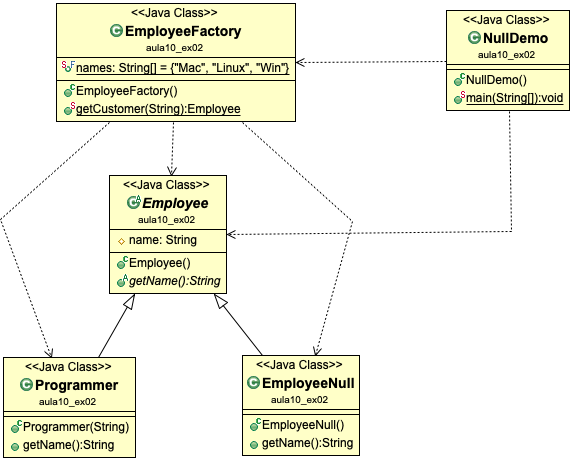 <<Java Class>>
EmployeeFactory
aula10_ex02
names: String[] = {"Mac", "Linux", "Win"}
EmployeeFactory()
getCustomer(String):Employee
<<Java Class>>
NullDemo
aula10_ex02
NullDemo()
main(String[]):void
<<Java Class>>
Employee
aula10_ex02
name: String
Employee()
getName():String
<<Java Class>>
Programmer
aula10_ex02
Programmer(String)
getName():String
<<Java Class>>
EmployeeNull
aula10_ex02
EmployeeNull()
getName():String